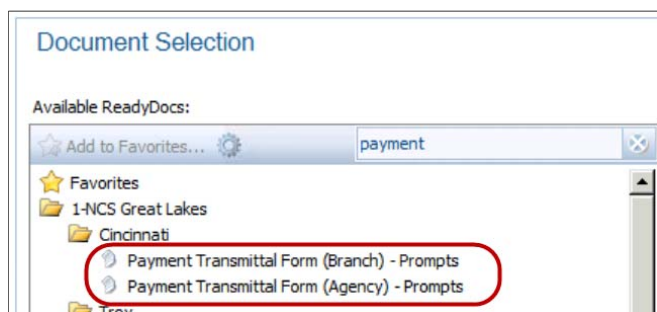 Document Selection
Available ReadyDocs:
Add to Favorites... payment
Favorites
1-NCS Great Lakes
Cincinnati
Payment Transmittal Form (Branch) - Prompts
Payment Transmittal Form (Agency) - Prompts
Troy